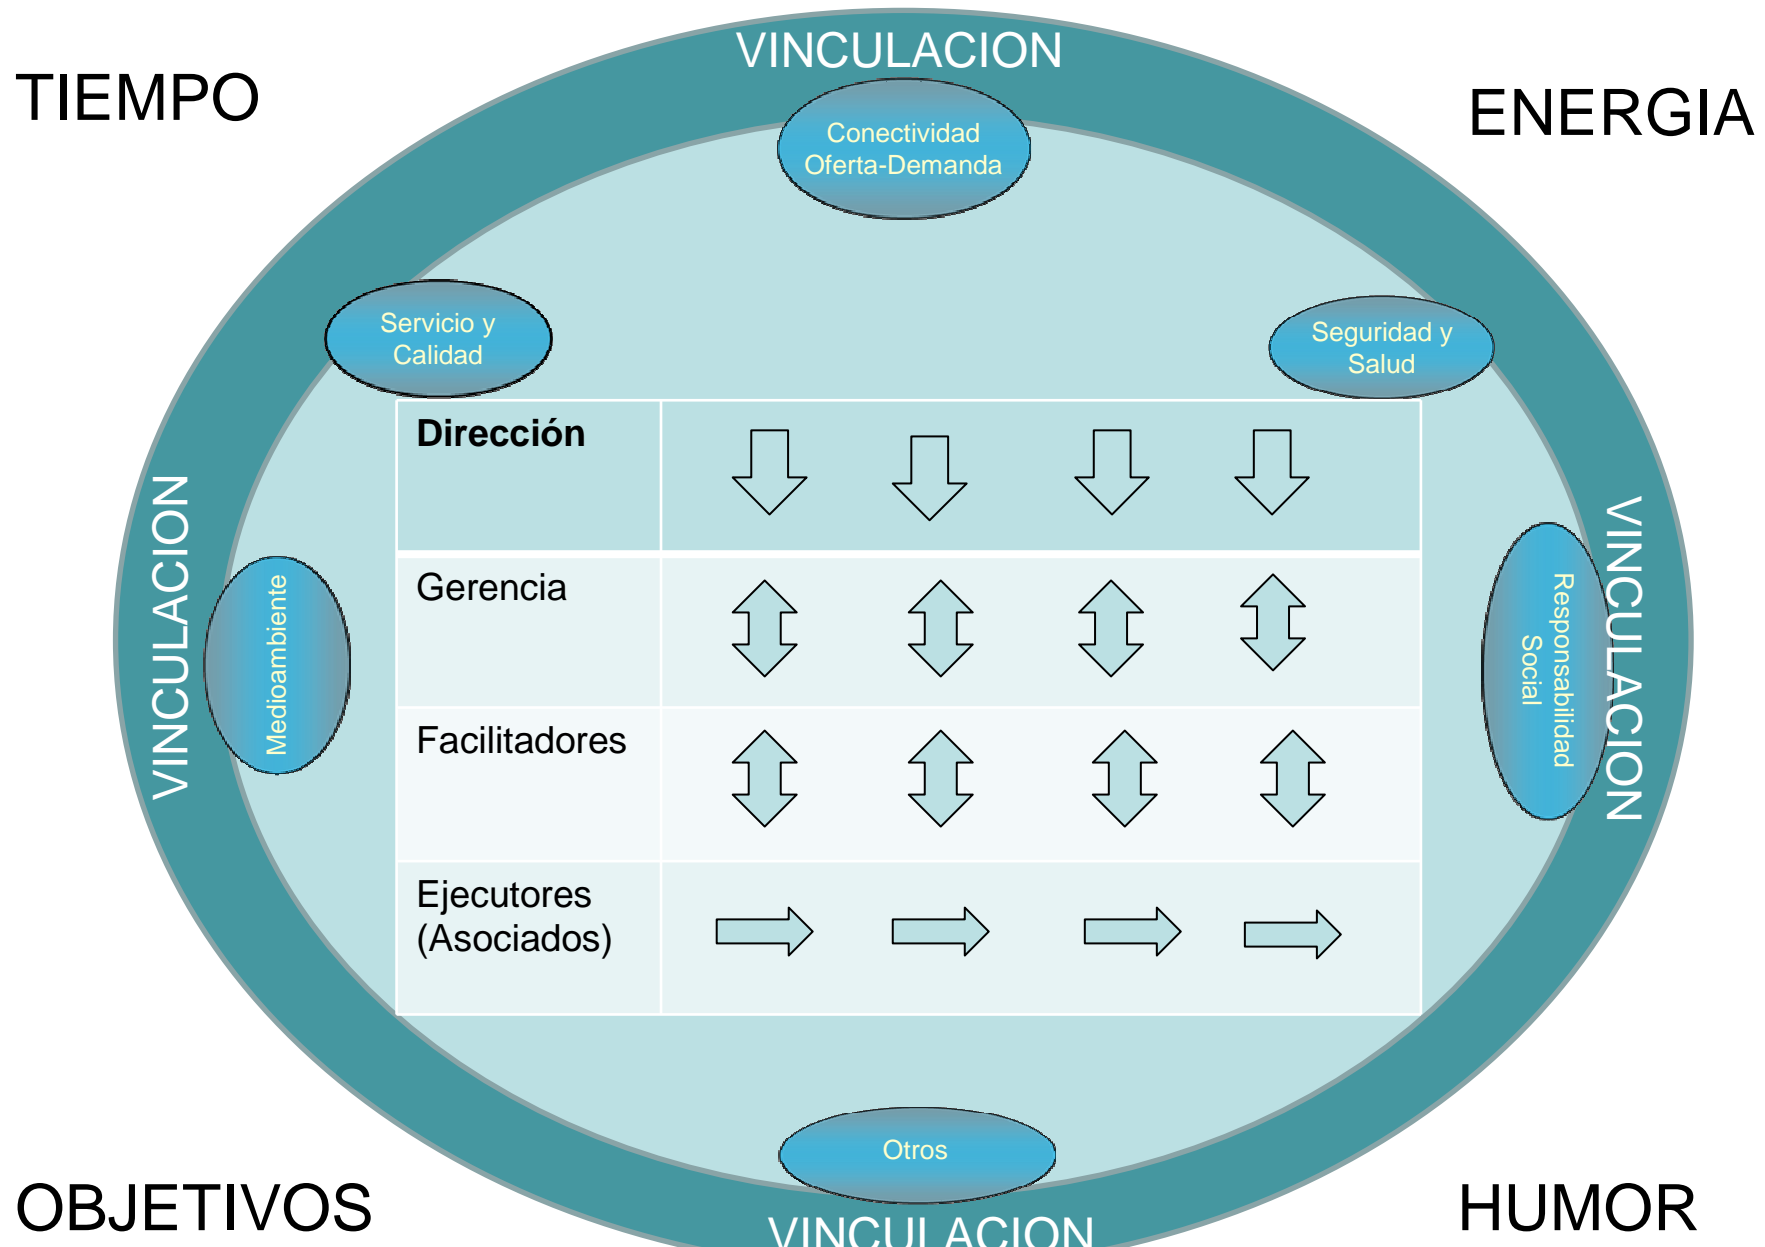 VINCULACION
TIEMPO
ENERGIA
Conectividad
Oferta-Demanda
Servicio y
Calidad
Seguridad y
Salud
Dirección
VINCULACION
VINCULACION
Medioambiente
Responsabilidad
Social
Gerencia
Facilitadores
Ejecutores
(Asociados)
Otros
OBJETIVOS
HUMOR
VINCULACION